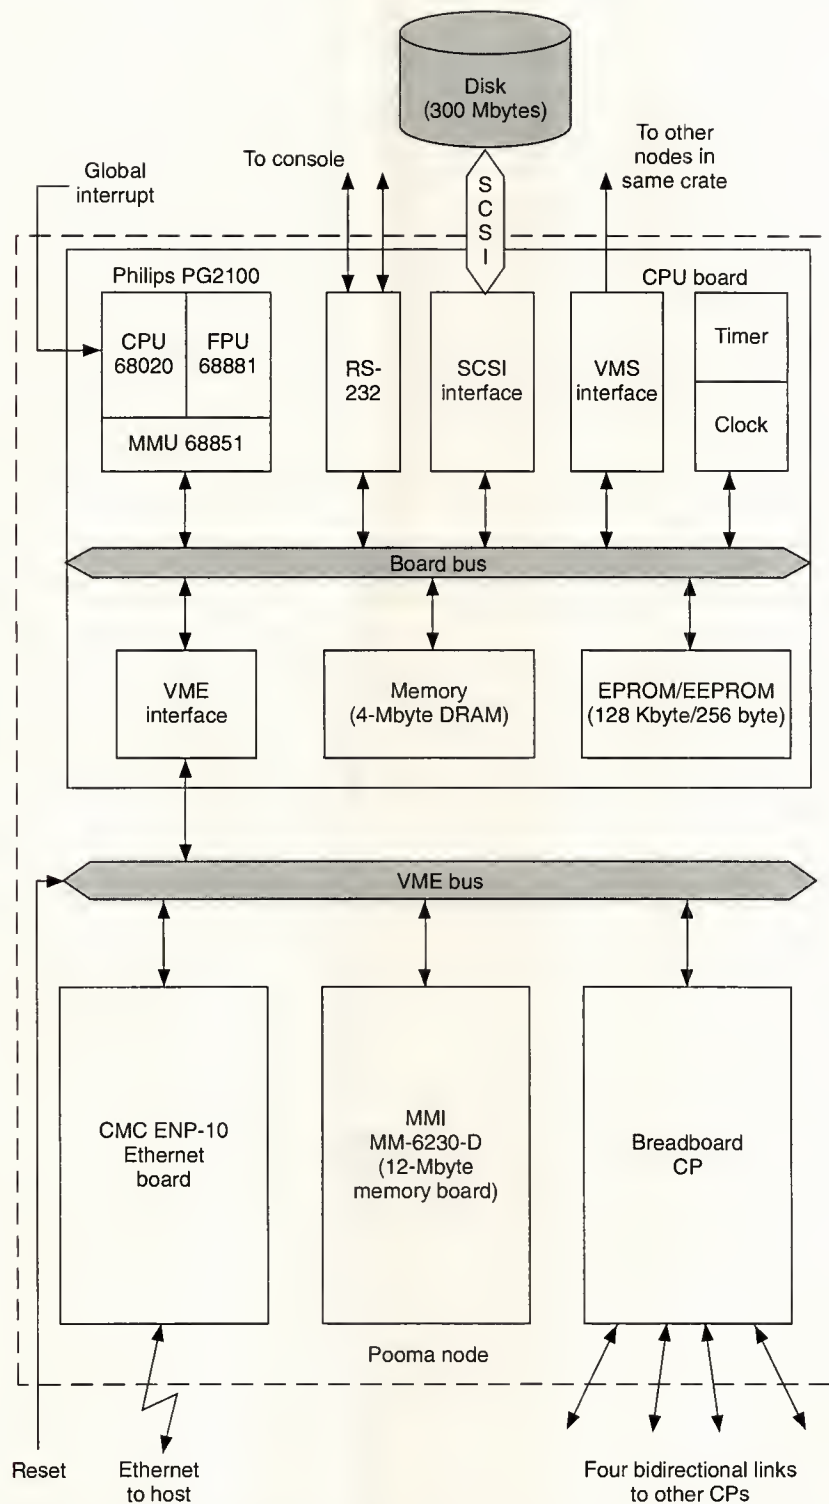 Disk
(300 Mbytes)
To console
To other
nodes in
same crate
Global
interrupt
S
C
S
I
Philips PG2100
CPU board
CPU
68020
FPU
68881
MMU 68851
RS-
232
SCSI
interface
VMS
interface
Timer
Clock
Board bus
VME
interface
Memory
(4-Mbyte DRAM)
EPROM/EEPROM
(128 Kbyte/256 byte)
VME bus
CMC ENP-10
Ethernet
board
MMI
MM-6230-D
(12-Mbyte
memory board)
Breadboard
CP
Pooma node
Reset
Ethernet
to host
Four bidirectional links
to other CPs